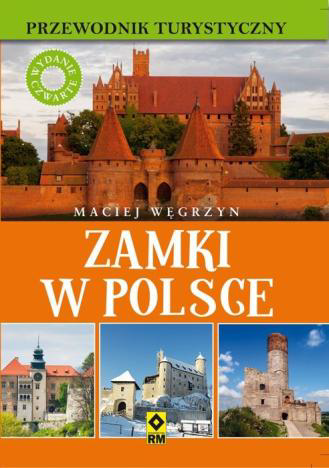 PRZEWODNIK TURYSTYCZNY
WYDANIE
CZWARTE
MACIEJ WĘGRZYN
ZAMKI
W POLSCE
RM